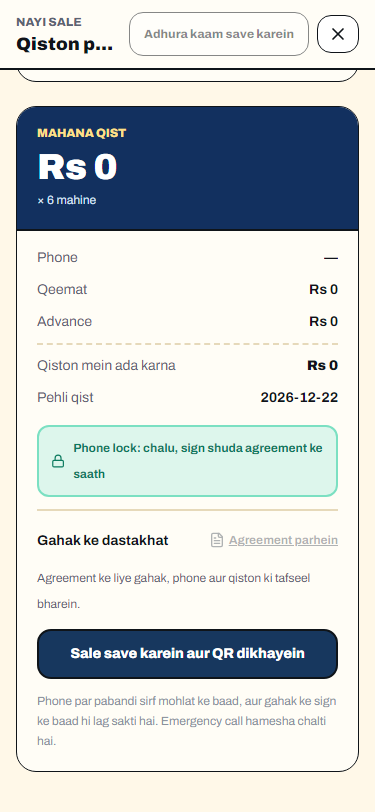 NAYI SALE
Qiston p...
Adhura kaam save karein
MAHANA QIST
Rs 0
× 6 mahine
Phone —
Qeemat Rs 0
Advance Rs 0
Qiston mein ada karna Rs 0
Pehli qist 2026-12-22
Phone lock: chalu, sign shuda agreement ke
saath
Gahak ke dastakhat Agreement parhein
Agreement ke liye gahak, phone aur qiston ki tafseel
bharein.
Sale save karein aur QR dikhayein
Phone par pabandi sirf mohlat ke baad, aur gahak ke sign
ke baad hi lag sakti hai. Emergency call hamesha chalti
hai.